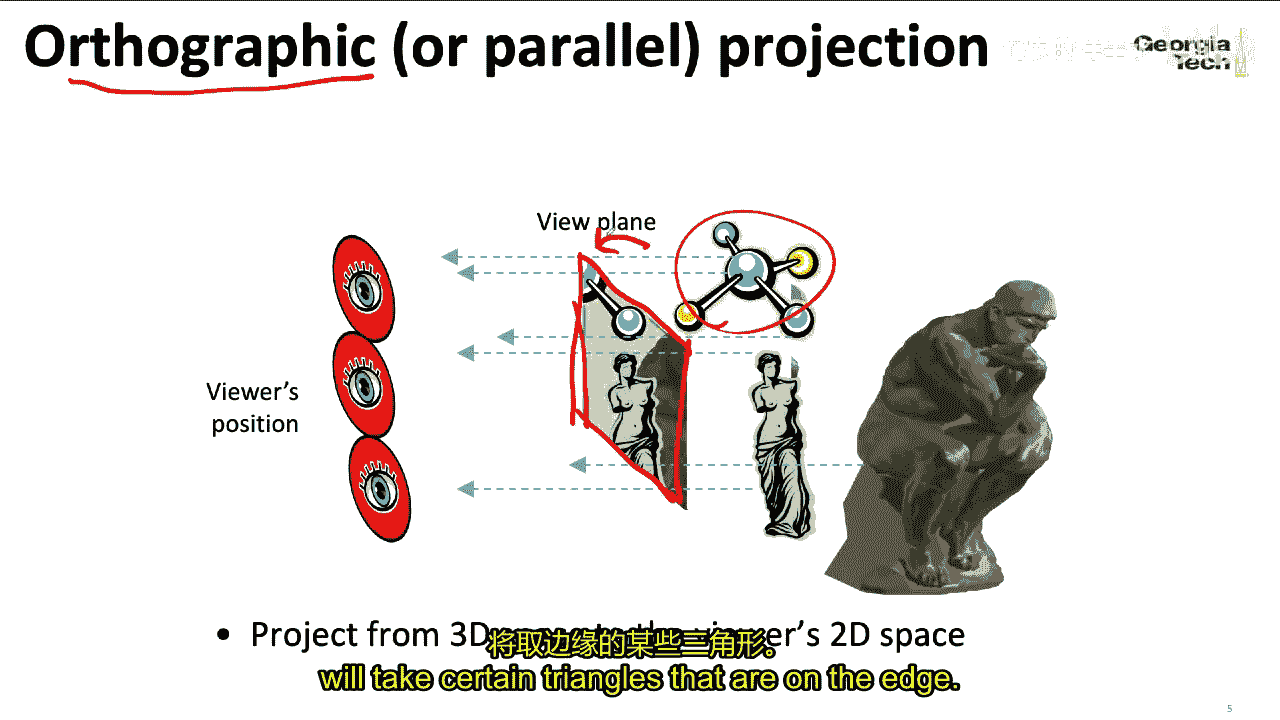 Orthographic (or parallel) projection
Georgia
Tech
View plane
Viewer's
position
• Project from 3D viewer's 2D space
将取边缘的某些三角形。
will take certain triangles that are on the edge.
5